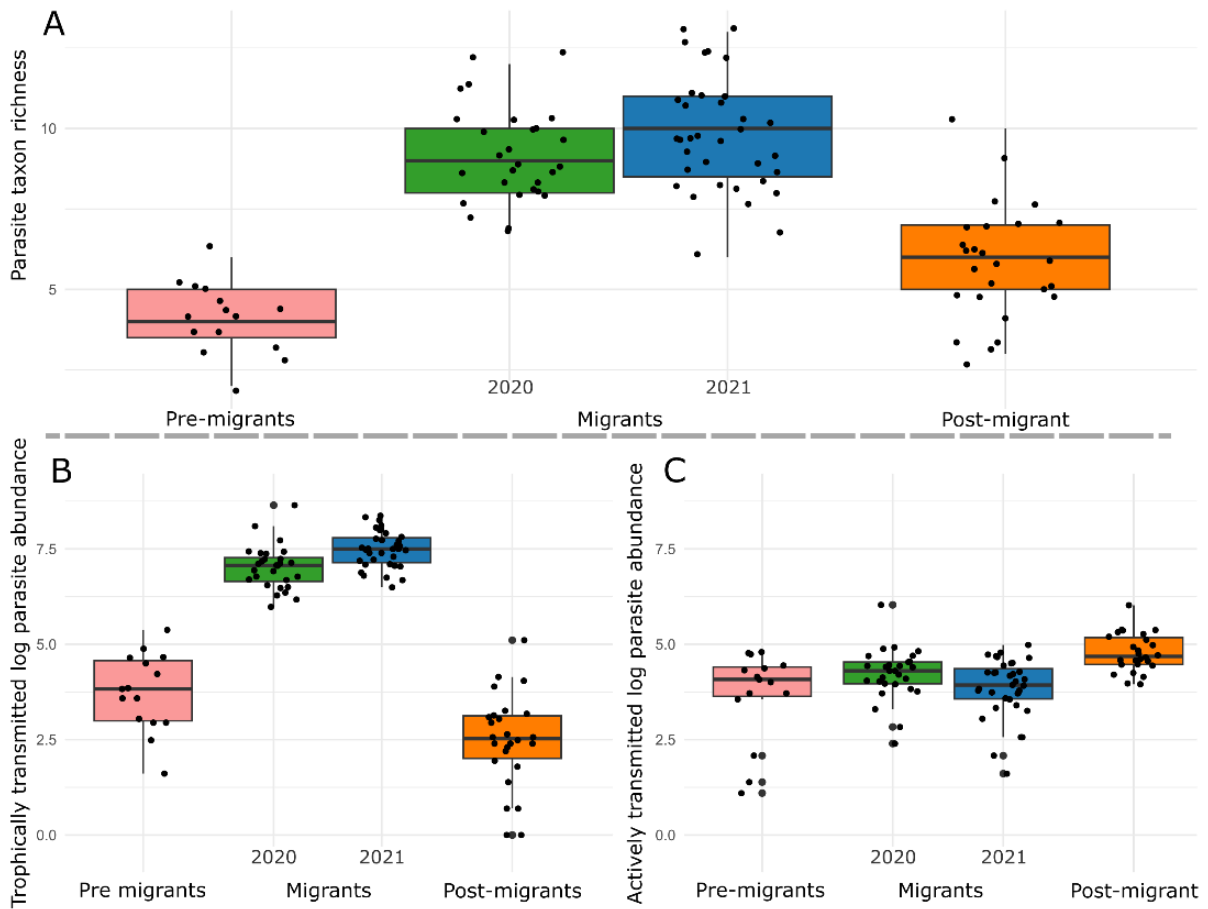 A
Parasite taxon richness
10
5
2020
2021
Pre-migrants
Migrants
Post-migrant
B
Trophically transmitted log parasite abundance
7.5
5.0
2.5
0.0
2020
2021
Pre migrants
Migrants
Post-migrants
C
Actively transmitted log parasite abundance
7.5
5.0
2.5
0.0
2020
2021
Pre-migrants
Migrants
Post-migrant